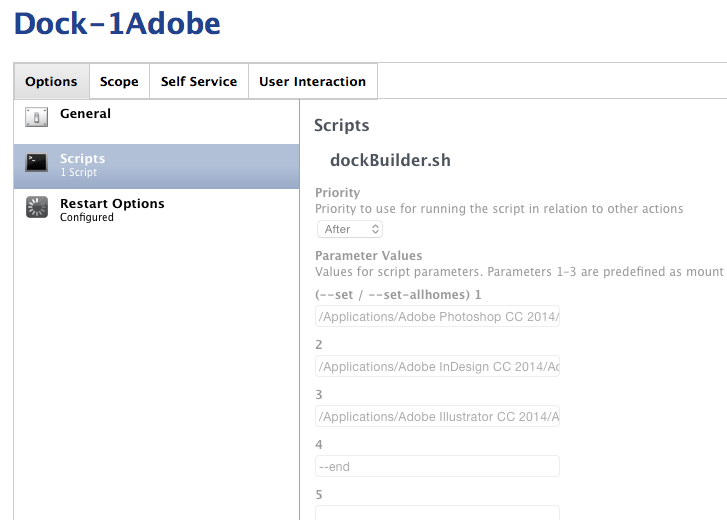 Dock-1Adobe
Options
Scope
Self Service
User Interaction
General
Scripts
1 Script
Restart Options
Configured
Scripts
dockBuilder.sh
Priority
Priority to use for running the script in relation to other actions
After
Parameter Values
Values for script parameters. Parameters 1-3 are predefined as mount
(--set / --set-allhomes) 1
/Applications/Adobe Photoshop CC 2014/
2
/Applications/Adobe InDesign CC 2014/Ad
3
/Applications/Adobe Illustrator CC 2014/A
4
--end
5